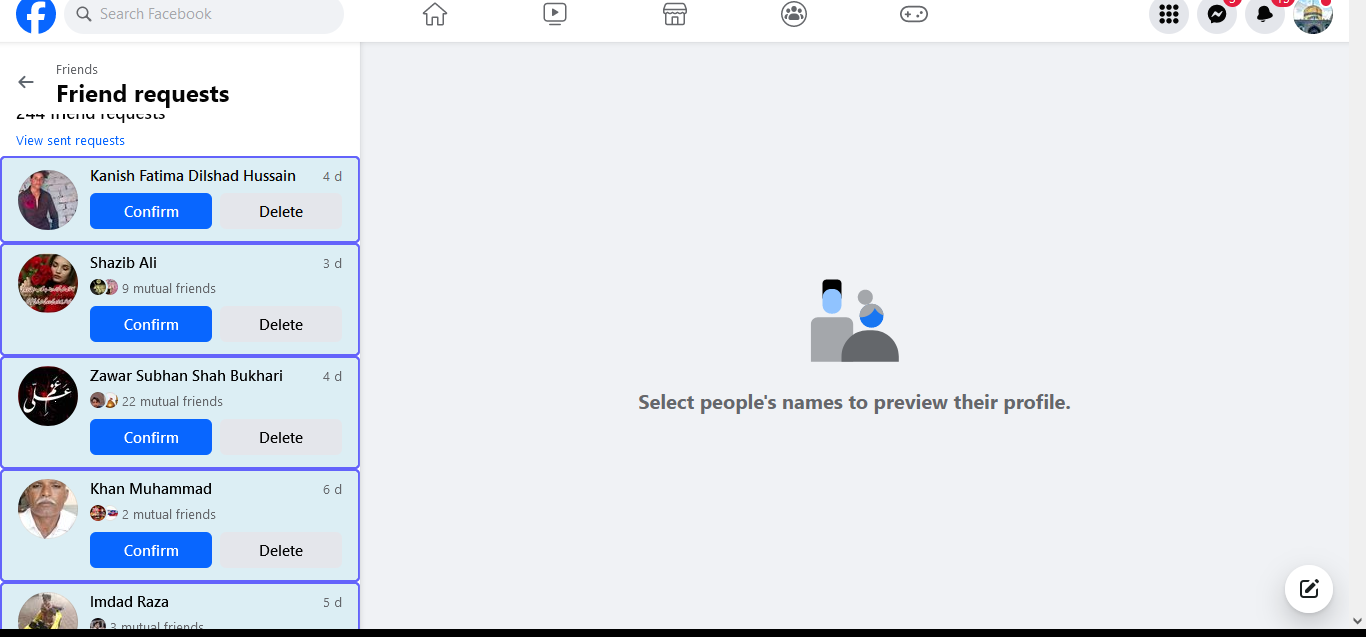 Search Facebook
Friends
Friend requests
244 friend requests
View sent requests
Kanish Fatima Dilshad Hussain 4 d
Confirm Delete
Shazib Ali 3 d
9 mutual friends
Confirm Delete
Zawar Subhan Shah Bukhari 4 d
22 mutual friends
Confirm Delete
Khan Muhammad 6 d
2 mutual friends
Confirm Delete
Imdad Raza 5 d
3 mutual friends
Select people's names to preview their profile.